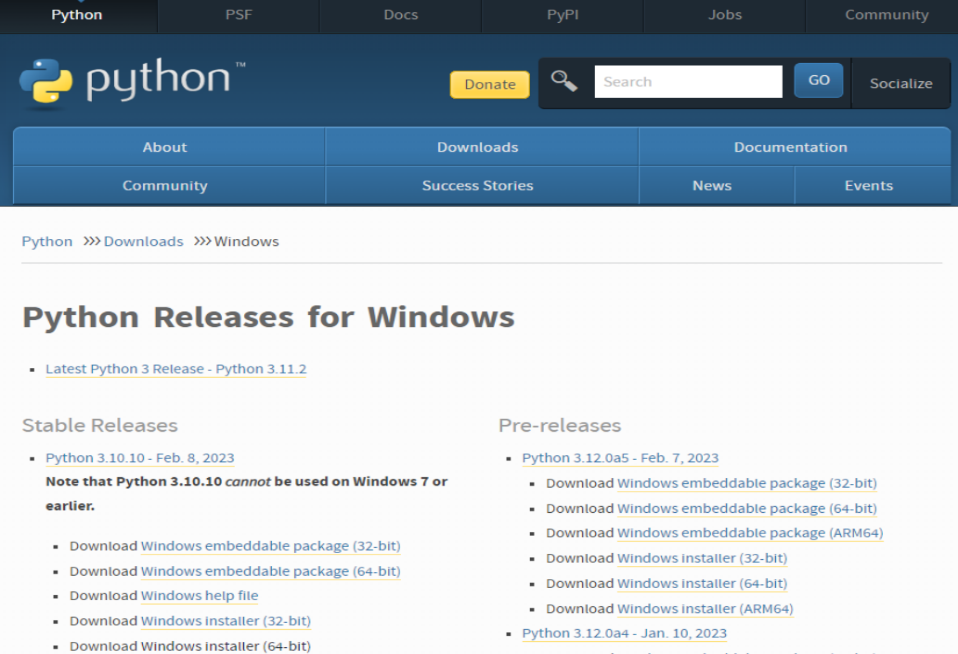 Python PSF Docs PyPI Jobs Community
python™ Donate Search GO Socialize
About Downloads Documentation
Community Success Stories News Events
Python >>> Downloads >>> Windows
Python Releases for Windows
Latest Python 3 Release - Python 3.11.2
Stable Releases
Python 3.10.10 - Feb. 8, 2023
Note that Python 3.10.10 cannot be used on Windows 7 or
earlier.
Download Windows embeddable package (32-bit)
Download Windows embeddable package (64-bit)
Download Windows help file
Download Windows installer (32-bit)
Download Windows installer (64-bit)
Pre-releases
Python 3.12.0a5 - Feb. 7, 2023
Download Windows embeddable package (32-bit)
Download Windows embeddable package (64-bit)
Download Windows embeddable package (ARM64)
Download Windows installer (32-bit)
Download Windows installer (64-bit)
Download Windows installer (ARM64)
Python 3.12.0a4 - Jan. 10, 2023